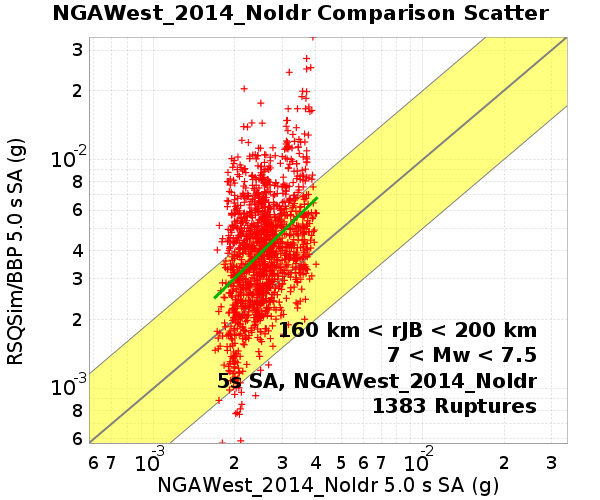 NGAWest_2014_NoIdr Comparison Scatter
RSQSim/BBP 5.0 s SA (g)
3
2
10-2
8
6
4
3
2
10-3
8
6
160 km < rJB < 200 km
7 < Mw < 7.5
5s SA, NGAWest_2014_NoIdr
1383 Ruptures
6 7 10-3 2 3 4 5 6 7 10-2 2 3
NGAWest_2014_NoIdr 5.0 s SA (g)